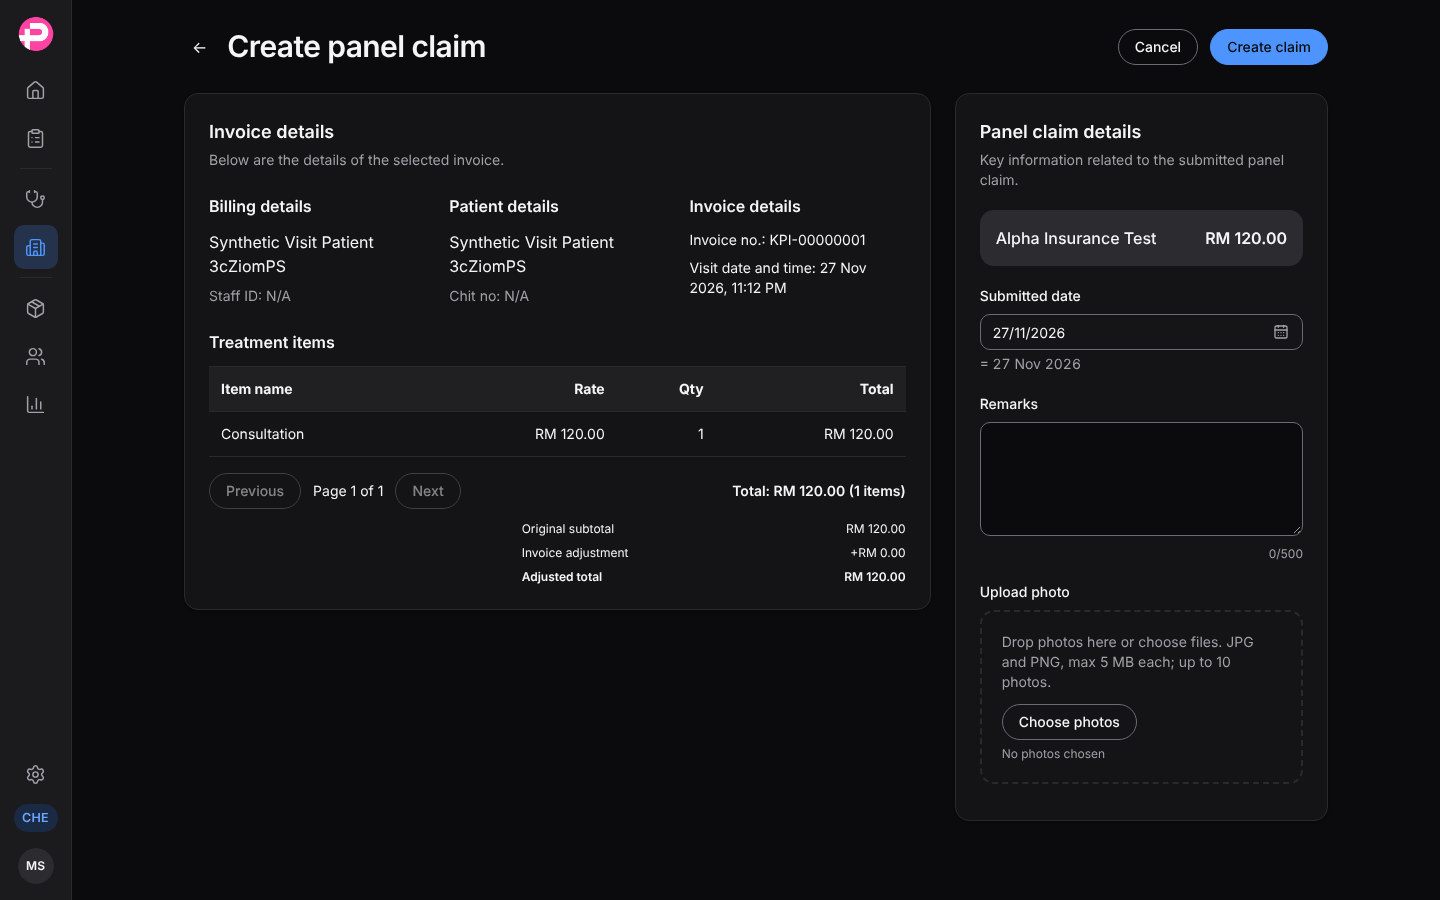 Create panel claim
Cancel
Create claim
Invoice details
Below are the details of the selected invoice.
Billing details
Synthetic Visit Patient
3cZiomPS
Staff ID: N/A
Patient details
Synthetic Visit Patient
3cZiomPS
Chit no: N/A
Invoice details
Invoice no.: KPI-00000001
Visit date and time: 27 Nov
2026, 11:12 PM
Treatment items
Item name Rate Qty Total
Consultation RM 120.00 1 RM 120.00
Previous Page 1 of 1 Next Total: RM 120.00 (1 items)
Original subtotal RM 120.00
Invoice adjustment +RM 0.00
Adjusted total RM 120.00
Panel claim details
Key information related to the submitted panel
claim.
Alpha Insurance Test RM 120.00
Submitted date
27/11/2026
= 27 Nov 2026
Remarks
0/500
Upload photo
Drop photos here or choose files. JPG
and PNG, max 5 MB each; up to 10
photos.
Choose photos
No photos chosen
CHE
MS